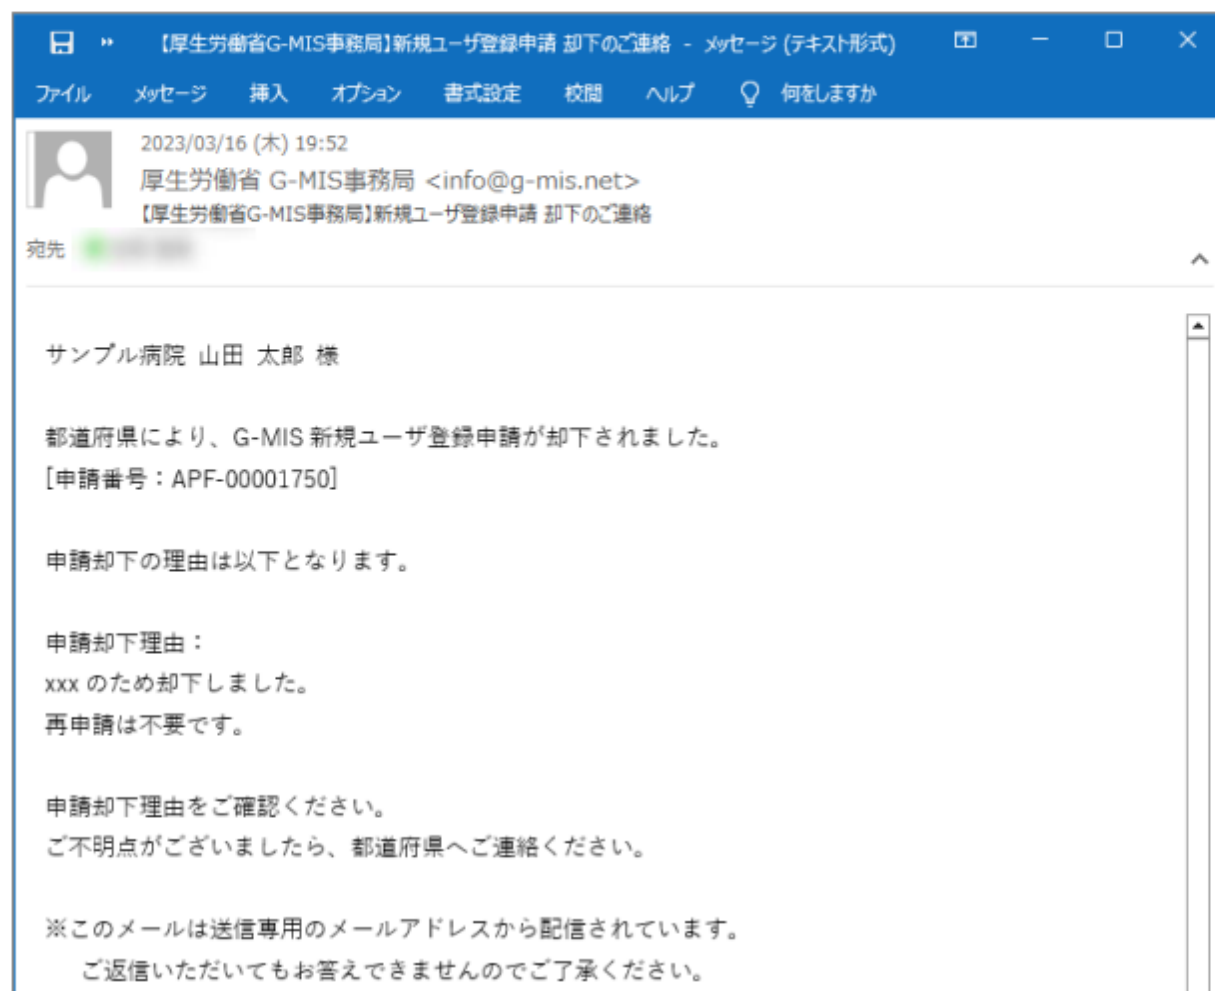 【厚生労働省G-MIS事務局】新規ユーザ登録申請 却下のご連絡 - メッセージ (テキスト形式)
ファイル メッセージ 挿入 オプション 書式設定 校閲 ヘルプ 何をしますか
2023/03/16 (木) 19:52
厚生労働省 G-MIS事務局 <info@g-mis.net>
【厚生労働省G-MIS事務局】新規ユーザ登録申請 却下のご連絡
宛先
サンプル病院 山田 太郎 様
都道府県により、G-MIS 新規ユーザ登録申請が却下されました。
[申請番号：APF-00001750]
申請却下の理由は以下となります。
申請却下理由：
xxx のため却下しました。
再申請は不要です。
申請却下理由をご確認ください。
ご不明点がございましたら、都道府県へご連絡ください。
※このメールは送信専用のメールアドレスから配信されています。
ご返信いただいてもお答えできませんのでご了承ください。